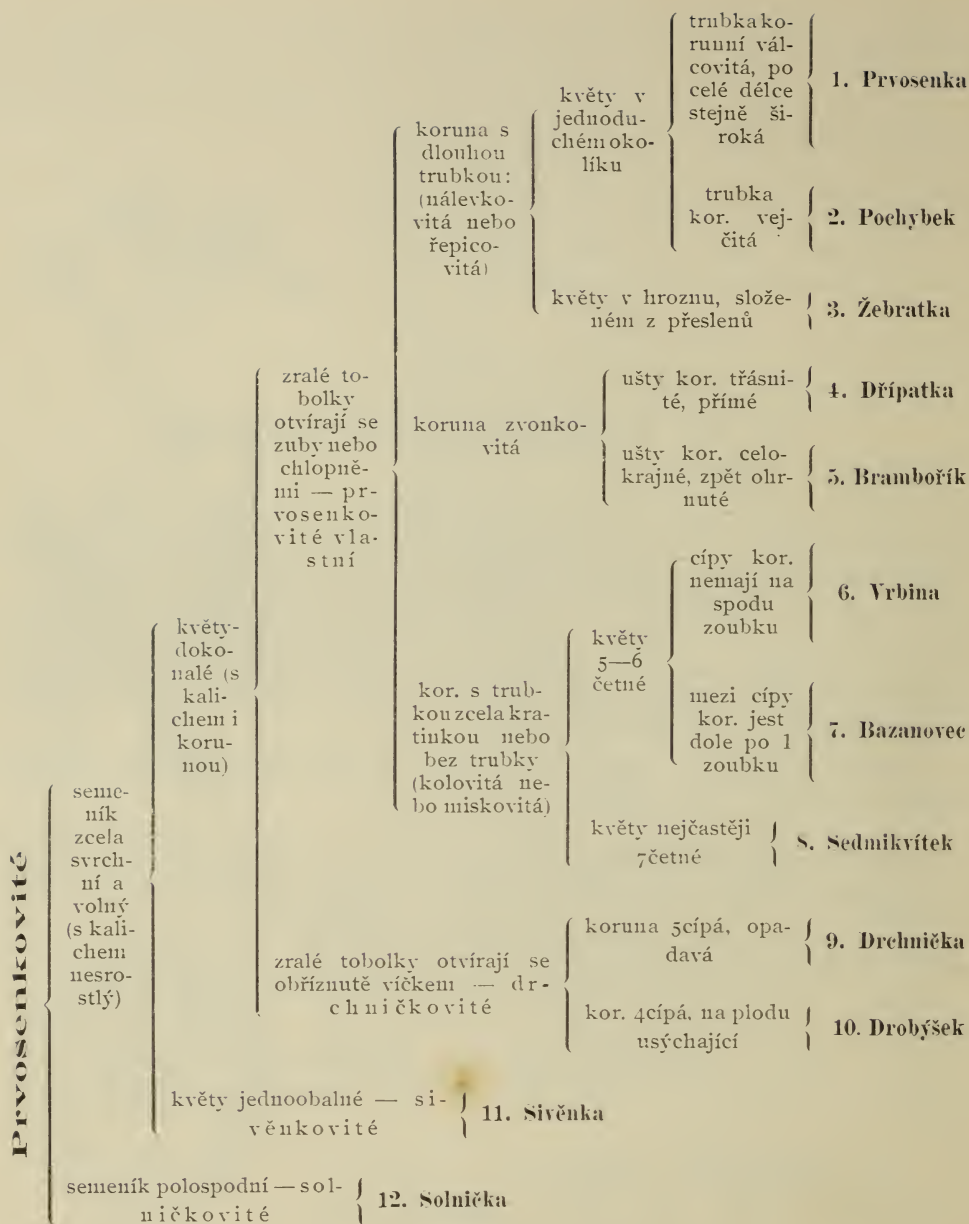 Prvosenkovité
seme-
ník
zcela
svrch-
ní a
volný
(s kali-
chem
nesro-
stlý)
květy-
doko-
nalé (s
kali-
chem i
koru-
nou)
zralé to-
bolky
otvírají se
zuby nebo
chlopně-
mi — pr-
vosenko-
vité vla-
stní
koruna s
dlouhou
trubkou:
(nálevko-
vitá nebo
řepico-
vitá)
květy v
jednodu-
chém oko-
líku
trubka ko-
runní vál-
covitá, po
celé délce
stejně ši-
roká
1. Prvosenka
trubka
kor. vej-
čitá
2. Pochybek
květy v hroznu, slože-
ném z přeslenů
3. Žebratka
koruna zvonko-
vitá
ušty kor. třásni-
té, přímé
4. Dřípatka
ušty kor. celo-
krajné, zpět ohr-
nuté
5. Brambořík
kor. s trub-
kou zcela kra-
tinkou nebo
bez trubky
(kolovitá ne-
bo miskovitá)
květy
5—6
četné
cípy kor.
nemají na
spodu
zoubku
6. Vrbina
mezi cípy
kor. jest
dole po 1
zoubku
7. Bazanovec
květy nejčastěji
7četné
8. Sedmikvítek
zralé tobolky otvírají se
obříznutě víčkem — dr-
chničkovité
koruna 5cípá, opa-
davá
9. Drchnička
kor. 4cípá, na plodu
usýchající
10. Drobýšek
květy jednoobalné — si-
věnkovité
11. Sivěnka
semeník polospodní — sol-
ničkovité
12. Solnička